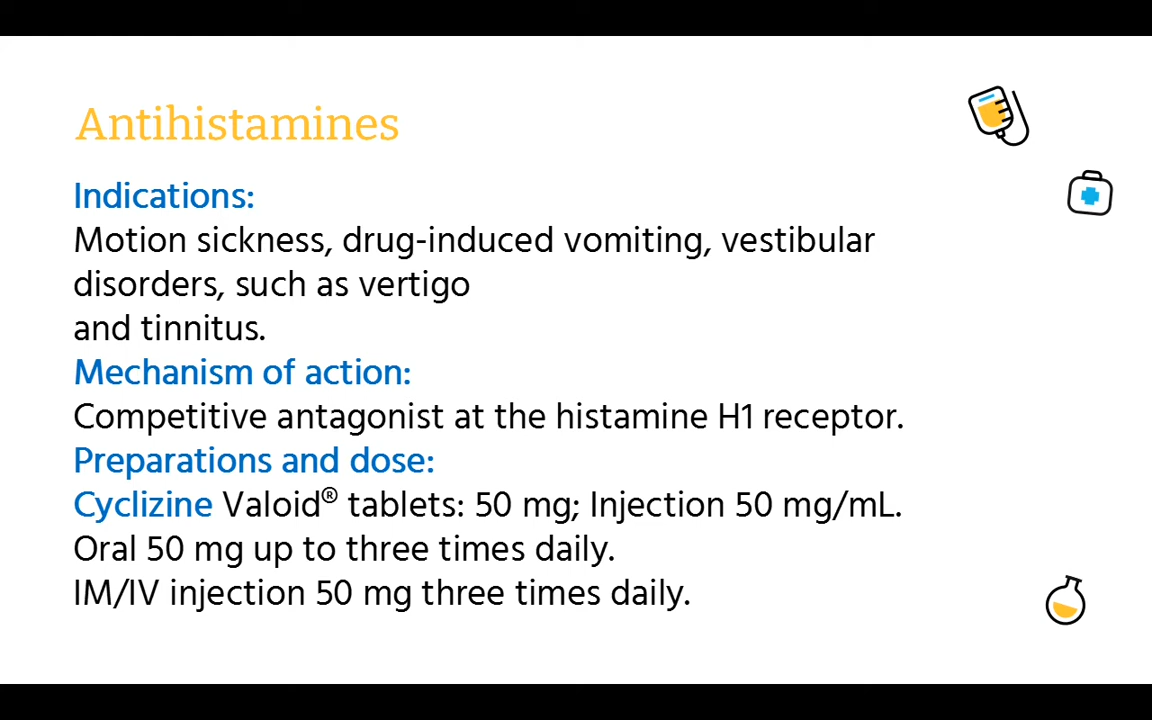 Antihistamines
Indications:
Motion sickness, drug-induced vomiting, vestibular
disorders, such as vertigo
and tinnitus.
Mechanism of action:
Competitive antagonist at the histamine H1 receptor.
Preparations and dose:
Cyclizine Valoid® tablets: 50 mg; Injection 50 mg/mL.
Oral 50 mg up to three times daily.
IM/IV injection 50 mg three times daily.